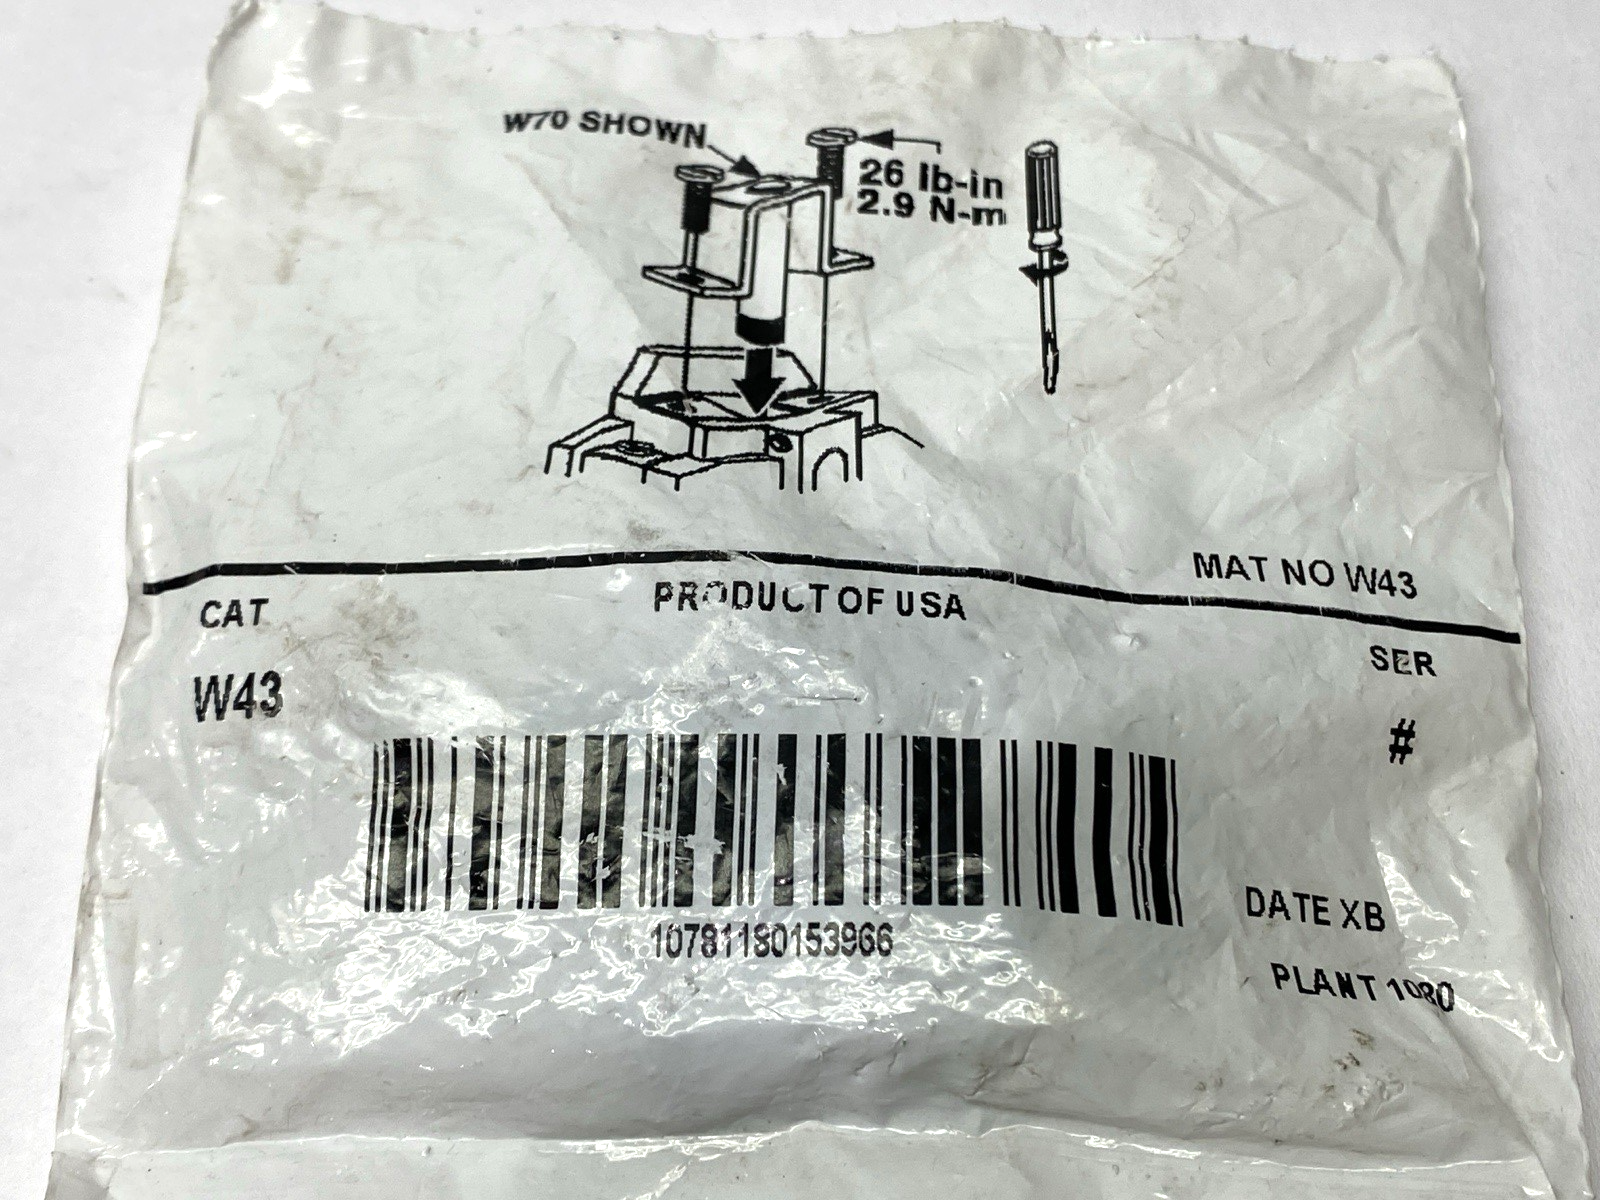 W70 SHOWN
26 lb-in
2.9 N-m
MAT NO W43
CAT
PRODUCT OF USA
SER
W43
#
10781180153966
DATE XB
PLANT 1080